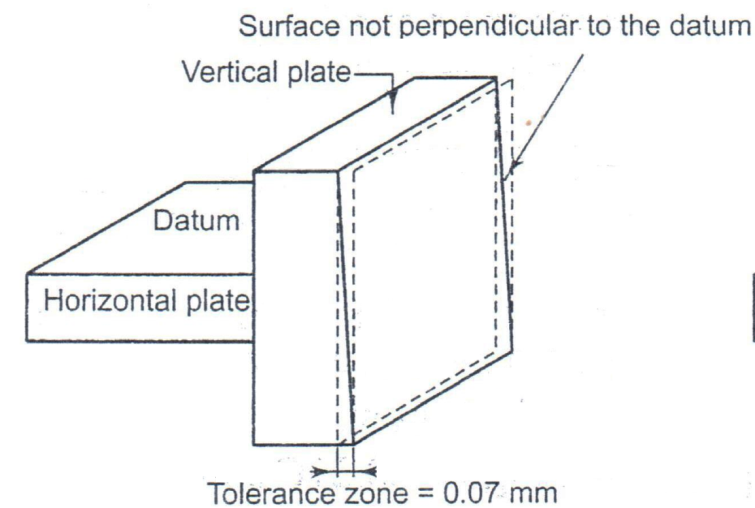 Surface not perpendicular to the datum
Vertical plate
Datum
Horizontal plate
Tolerance zone = 0.07 mm